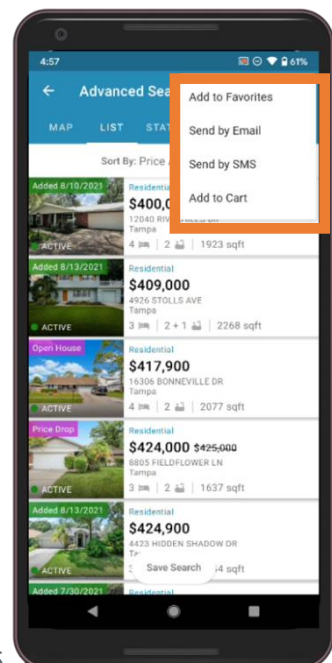 4:57
61%
Advanced Sea
Add to Favorites
Send by Email
Send by SMS
Add to Cart
MAP LIST STAT
Sort By: Price
Added 8/10/2021
Residential
$400,0
12040
Tampa
4 | 2 | 1923 sqft
ACTIVE
Added 8/13/2021
Residential
$409,000
4926 STOLLS AVE
Tampa
3 | 2 + 1 | 2268 sqft
ACTIVE
Open House
Residential
$417,900
16306 BONNEVILLE DR
Tampa
4 | 2 | 2077 sqft
ACTIVE
Price Drop
Residential
$424,000 $425,000
8805 FIELDFLOWER LN
Tampa
3 | 2 | 1637 sqft
ACTIVE
Added 8/13/2021
Residential
$424,900
4423 HIDDEN SHADOW DR
Save Search
sqft
ACTIVE
Added 7/30/2021
Residential